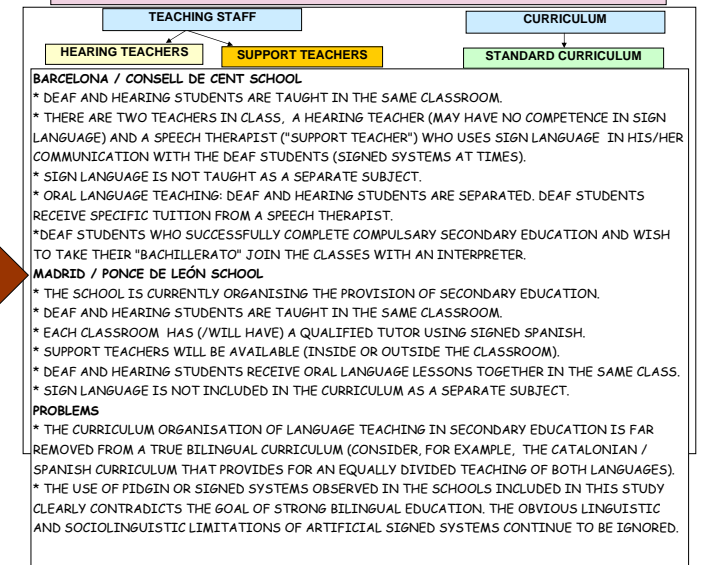 TEACHING STAFF
CURRICULUM
HEARING TEACHERS
SUPPORT TEACHERS
STANDARD CURRICULUM
BARCELONA / CONSELL DE CENT SCHOOL
* DEAF AND HEARING STUDENTS ARE TAUGHT IN THE SAME CLASSROOM.
* THERE ARE TWO TEACHERS IN CLASS, A HEARING TEACHER (MAY HAVE NO COMPETENCE IN SIGN
LANGUAGE) AND A SPEECH THERAPIST ("SUPPORT TEACHER") WHO USES SIGN LANGUAGE IN HIS/HER
COMMUNICATION WITH THE DEAF STUDENTS (SIGNED SYSTEMS AT TIMES).
* SIGN LANGUAGE IS NOT TAUGHT AS A SEPARATE SUBJECT.
* ORAL LANGUAGE TEACHING: DEAF AND HEARING STUDENTS ARE SEPARATED. DEAF STUDENTS
RECEIVE SPECIFIC TUITION FROM A SPEECH THERAPIST.
*DEAF STUDENTS WHO SUCCESSFULLY COMPLETE COMPULSARY SECONDARY EDUCATION AND WISH
TO TAKE THEIR "BACHILLERATO" JOIN THE CLASSES WITH AN INTERPRETER.
MADRID / PONCE DE LEÓN SCHOOL
* THE SCHOOL IS CURRENTLY ORGANISING THE PROVISION OF SECONDARY EDUCATION.
* DEAF AND HEARING STUDENTS ARE TAUGHT IN THE SAME CLASSROOM.
* EACH CLASSROOM HAS (/WILL HAVE) A QUALIFIED TUTOR USING SIGNED SPANISH.
* SUPPORT TEACHERS WILL BE AVAILABLE (INSIDE OR OUTSIDE THE CLASSROOM).
* DEAF AND HEARING STUDENTS RECEIVE ORAL LANGUAGE LESSONS TOGETHER IN THE SAME CLASS.
* SIGN LANGUAGE IS NOT INCLUDED IN THE CURRICULUM AS A SEPARATE SUBJECT.
PROBLEMS
* THE CURRICULUM ORGANISATION OF LANGUAGE TEACHING IN SECONDARY EDUCATION IS FAR
REMOVED FROM A TRUE BILINGUAL CURRICULUM (CONSIDER, FOR EXAMPLE, THE CATALONIAN /
SPANISH CURRICULUM THAT PROVIDES FOR AN EQUALLY DIVIDED TEACHING OF BOTH LANGUAGES).
* THE USE OF PIDGIN OR SIGNED SYSTEMS OBSERVED IN THE SCHOOLS INCLUDED IN THIS STUDY
CLEARLY CONTRADICTS THE GOAL OF STRONG BILINGUAL EDUCATION. THE OBVIOUS LINGUISTIC
AND SOCIOLINGUISTIC LIMITATIONS OF ARTIFICIAL SIGNED SYSTEMS CONTINUE TO BE IGNORED.